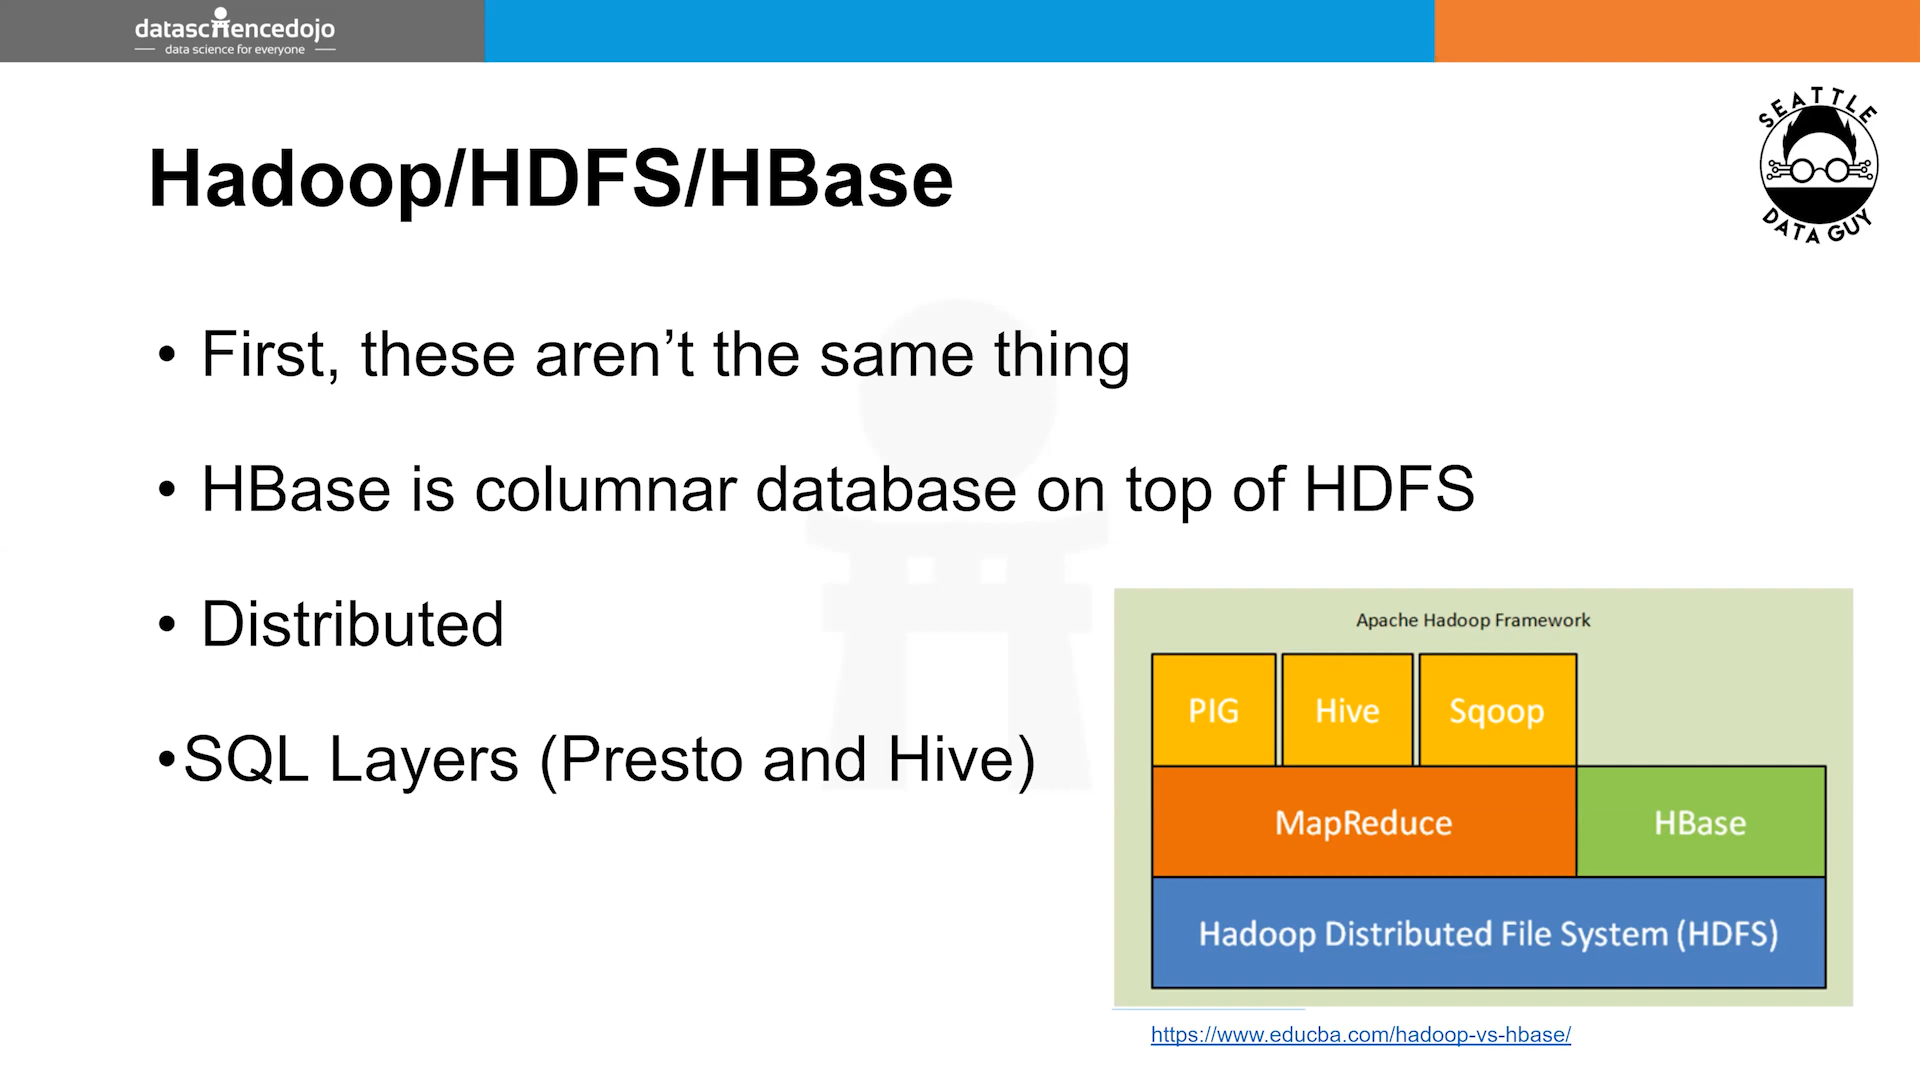 datasciencedojo
data science for everyone
SEATTLE
DATA GUY
Hadoop/HDFS/HBase
• First, these aren’t the same thing
• HBase is columnar database on top of HDFS
• Distributed
•SQL Layers (Presto and Hive)
Apache Hadoop Framework
PIG Hive Sqoop
MapReduce HBase
Hadoop Distributed File System (HDFS)
https://www.educba.com/hadoop-vs-hbase/